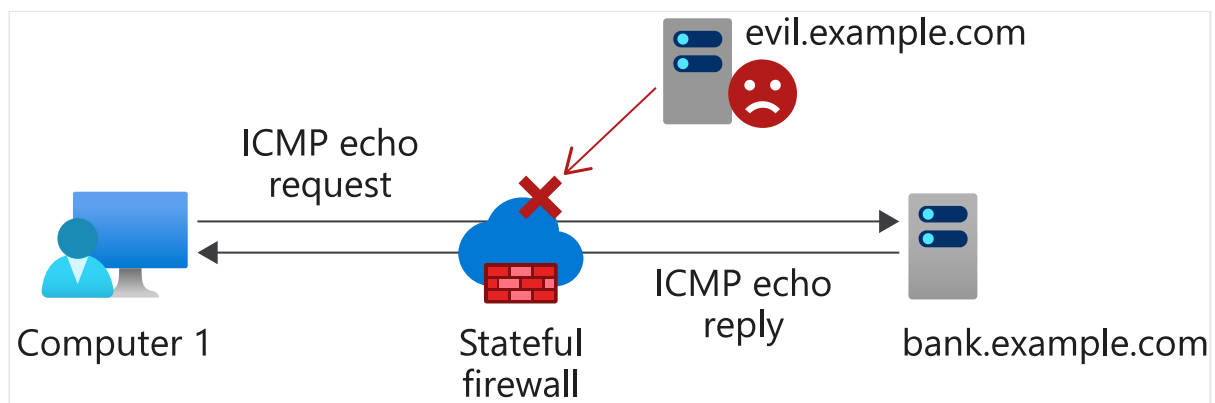 evil.example.com
ICMP echo
request
ICMP echo
reply
Computer 1
Stateful
firewall
bank.example.com